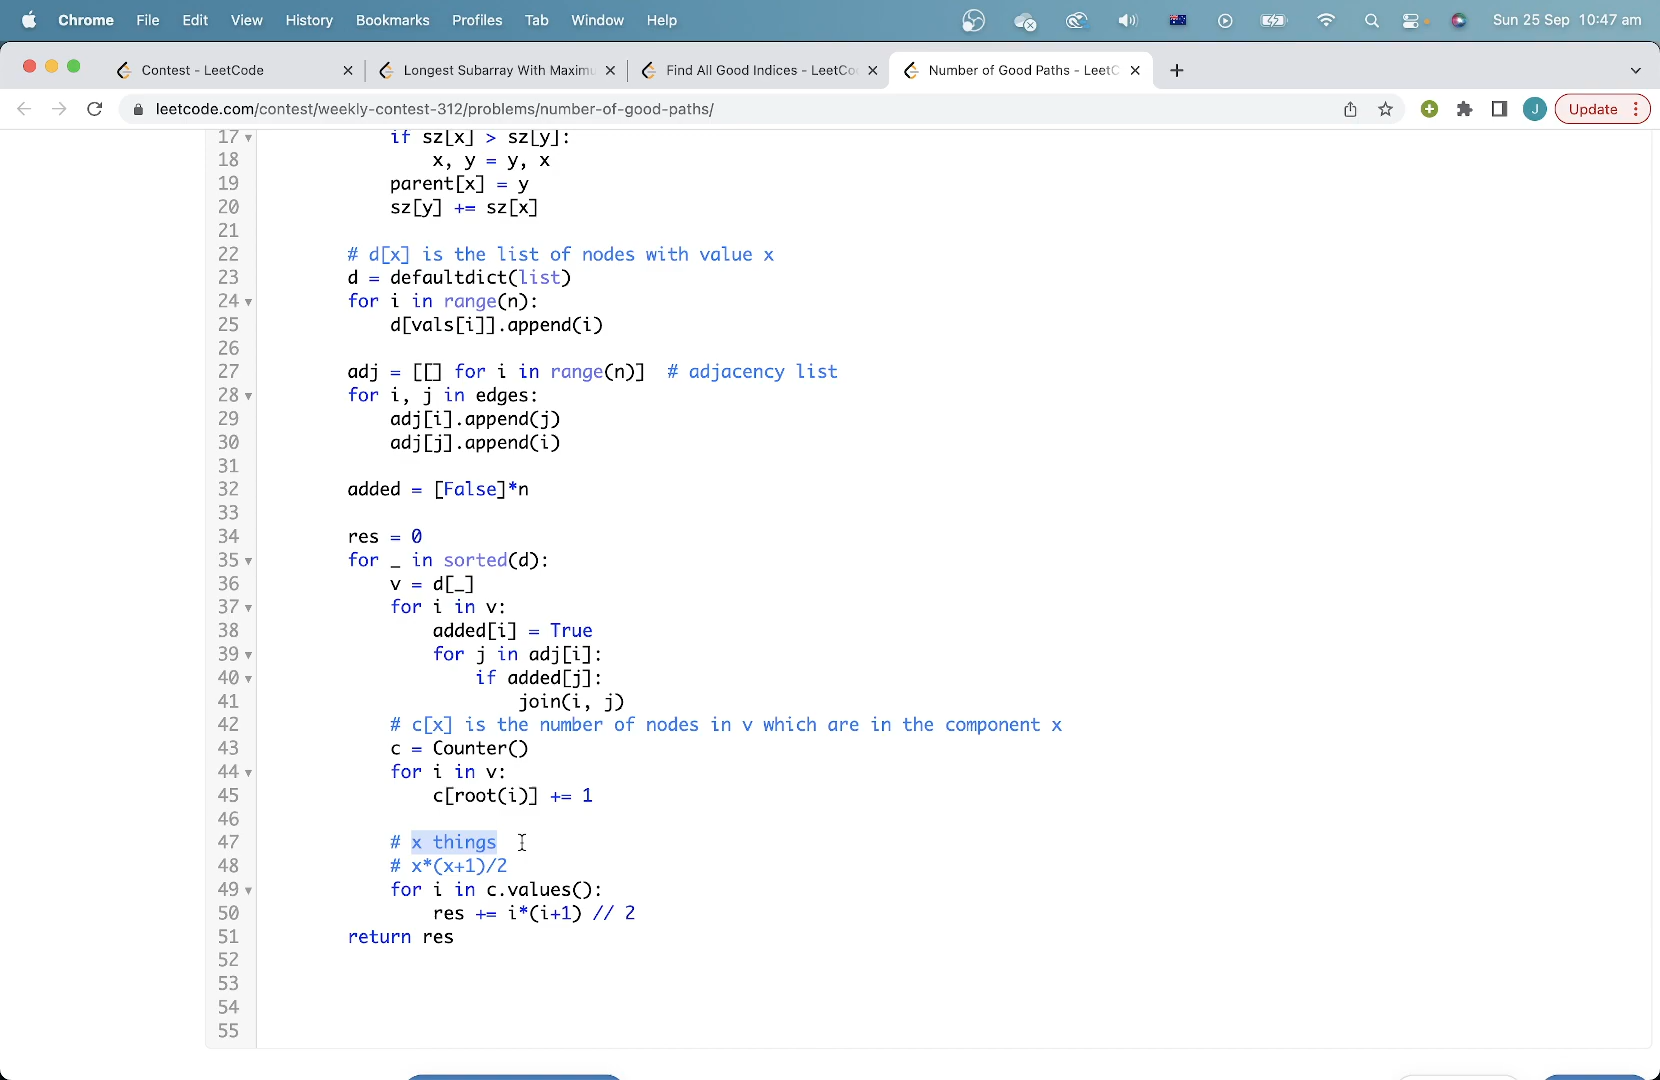 Chrome File Edit View History Bookmarks Profiles Tab Window Help Sun 25 Sep 10:47 am
Contest - LeetCode Longest Subarray With Maximu Find All Good Indices - LeetCo Number of Good Paths - LeetC
leetcode.com/contest/weekly-contest-312/problems/number-of-good-paths/ J Update
17 if sz[x] > sz[y]:
18 x, y = y, x
19 parent[x] = y
20 sz[y] += sz[x]
21
22 # d[x] is the list of nodes with value x
23 d = defaultdict(list)
24 for i in range(n):
25 d[vals[i]].append(i)
26
27 adj = [[] for i in range(n)] # adjacency list
28 for i, j in edges:
29 adj[i].append(j)
30 adj[j].append(i)
31
32 added = [False]*n
33
34 res = 0
35 for _ in sorted(d):
36 v = d[_]
37 for i in v:
38 added[i] = True
39 for j in adj[i]:
40 if added[j]:
41 join(i, j)
42 # c[x] is the number of nodes in v which are in the component x
43 c = Counter()
44 for i in v:
45 c[root(i)] += 1
46
47 # x things
48 # x*(x+1)/2
49 for i in c.values():
50 res += i*(i+1) // 2
51 return res
52
53
54
55